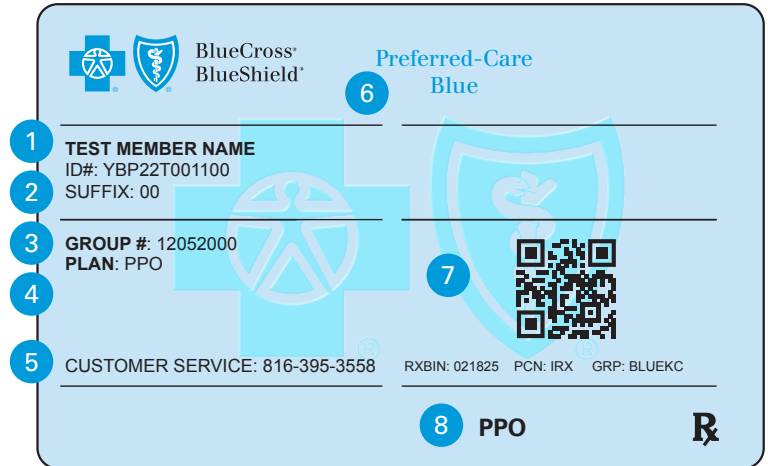 BlueCross®
BlueShield®
Preferred-Care
Blue
6
1
TEST MEMBER NAME
ID#: YBP22T001100
2
SUFFIX: 00
3
GROUP #: 12052000
PLAN: PPO
4
7
5
CUSTOMER SERVICE: 816-395-3558
RXBIN: 021825 PCN: IRX GRP: BLUEKC
8
PPO
℞